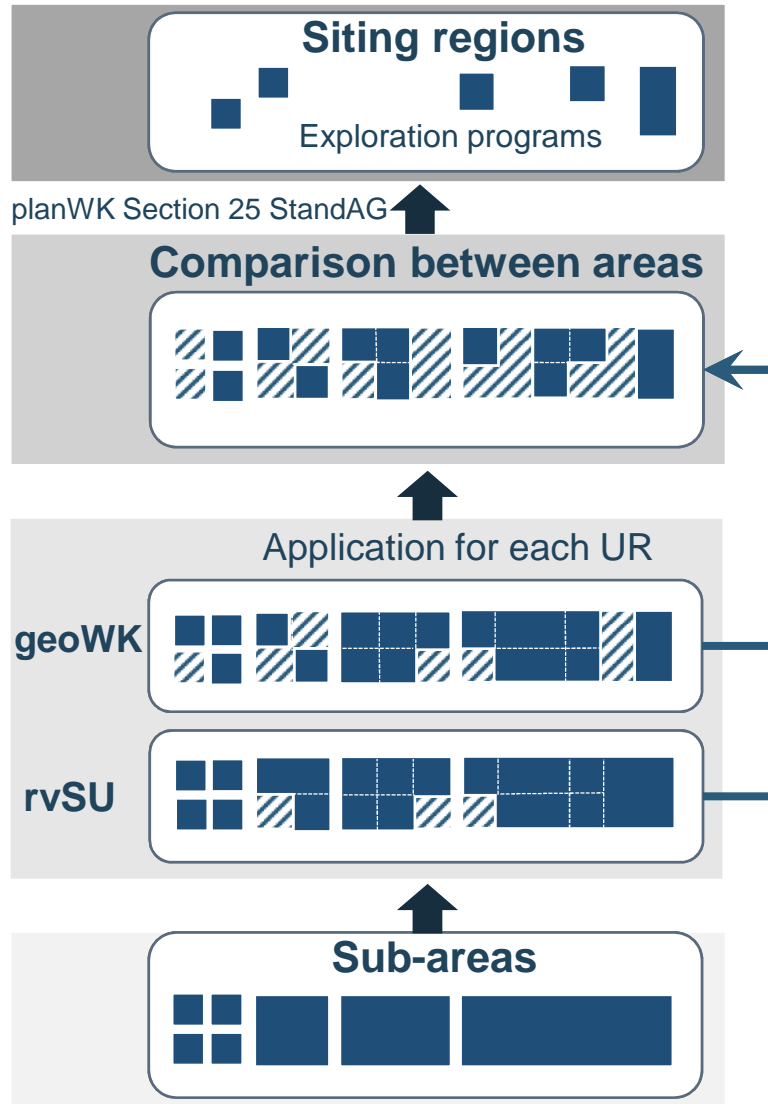 Siting regions
Exploration programs
planWK Section 25 StandAG
Comparison between areas
Application for each UR
geoWK
rvSU
Sub-areas